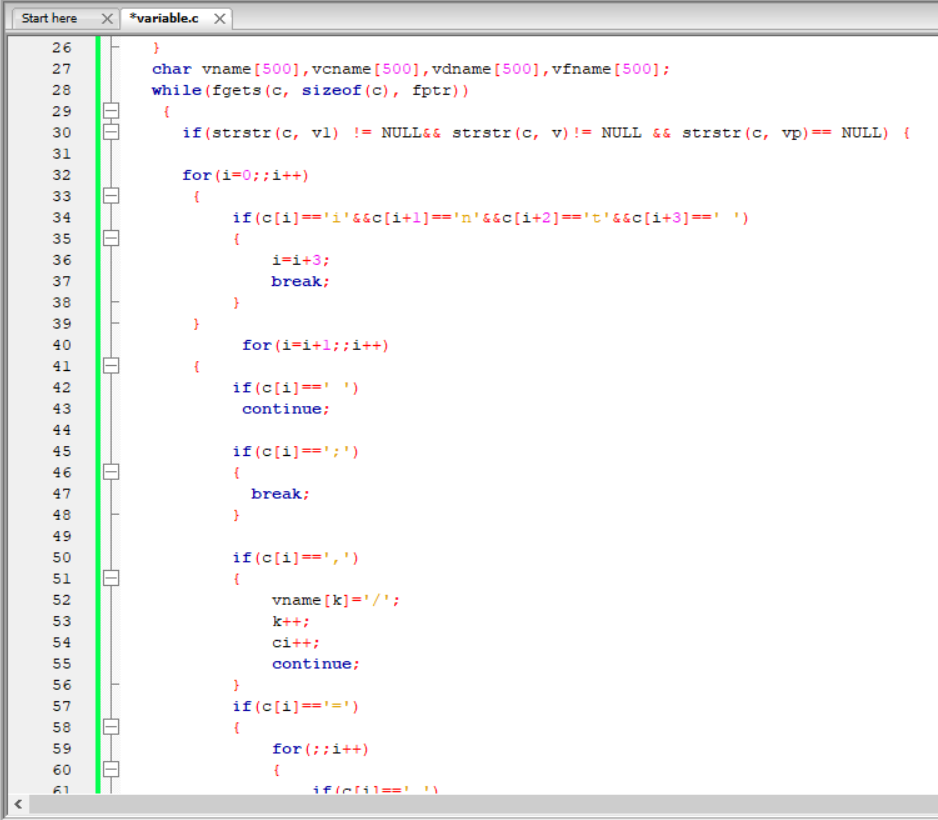 Start here *variable.c
26 }
27 char vname[500],vcname[500],vdname[500],vfname[500];
28 while(fgets(c, sizeof(c), fptr))
29 {
30 if(strstr(c, v1) != NULL&& strstr(c, v)!= NULL && strstr(c, vp)== NULL) {
31
32 for(i=0;;i++)
33 {
34 if(c[i]=='i'&&c[i+1]=='n'&&c[i+2]=='t'&&c[i+3]==' ')
35 {
36 i=i+3;
37 break;
38 }
39 }
40 for(i=i+1;;i++)
41 {
42 if(c[i]==' ')
43 continue;
44
45 if(c[i]==';')
46 {
47 break;
48 }
49
50 if(c[i]==',')
51 {
52 vname[k]='/';
53 k++;
54 ci++;
55 continue;
56 }
57 if(c[i]=='=')
58 {
59 for(;;i++)
60 {
61